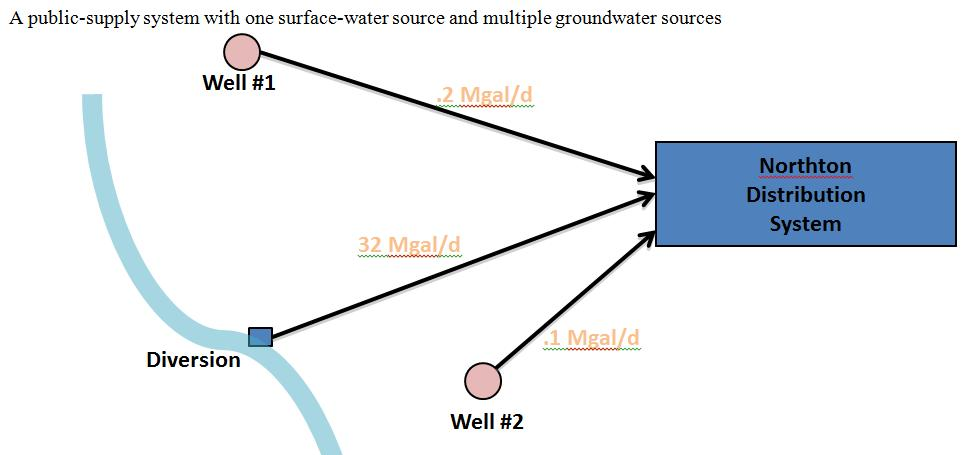 A public-supply system with one surface-water source and multiple groundwater sources
Well #1
.2 Mgal/d
Northton
Distribution
System
32 Mgal/d
.1 Mgal/d
Diversion
Well #2